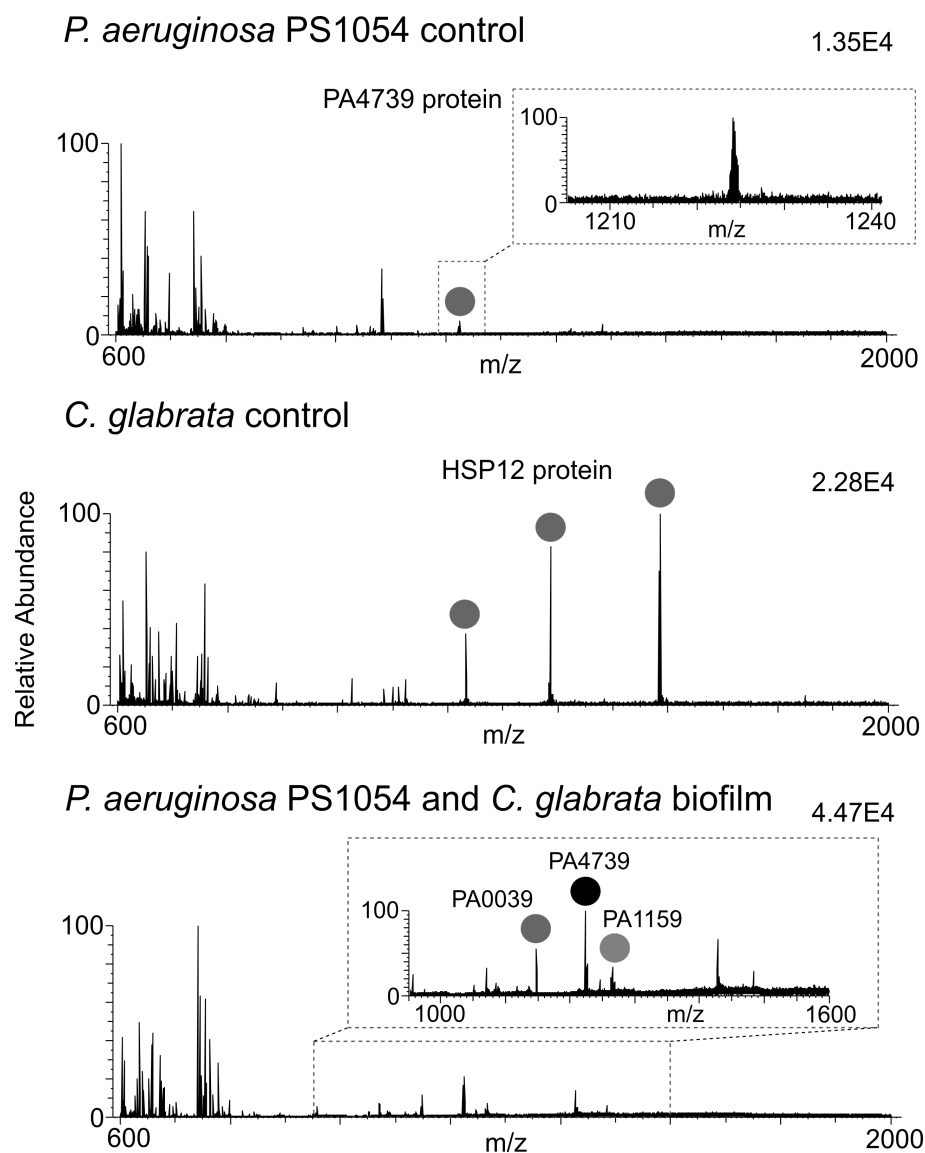 P. aeruginosa PS1054 control
1.35E4
PA4739 protein
100
0
1210
m/z
1240
100
0
600
m/z
2000
C. glabrata control
HSP12 protein
2.28E4
Relative Abundance
100
0
600
m/z
2000
P. aeruginosa PS1054 and C. glabrata biofilm
4.47E4
PA4739
PA0039
PA1159
100
0
1000
m/z
1600
100
0
600
m/z
2000